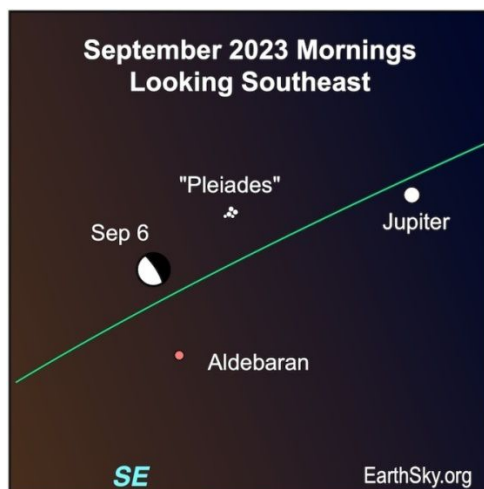 September 2023 Mornings
Looking Southeast
"Pleiades"
Sep 6
Jupiter
Aldebaran
SE
EarthSky.org